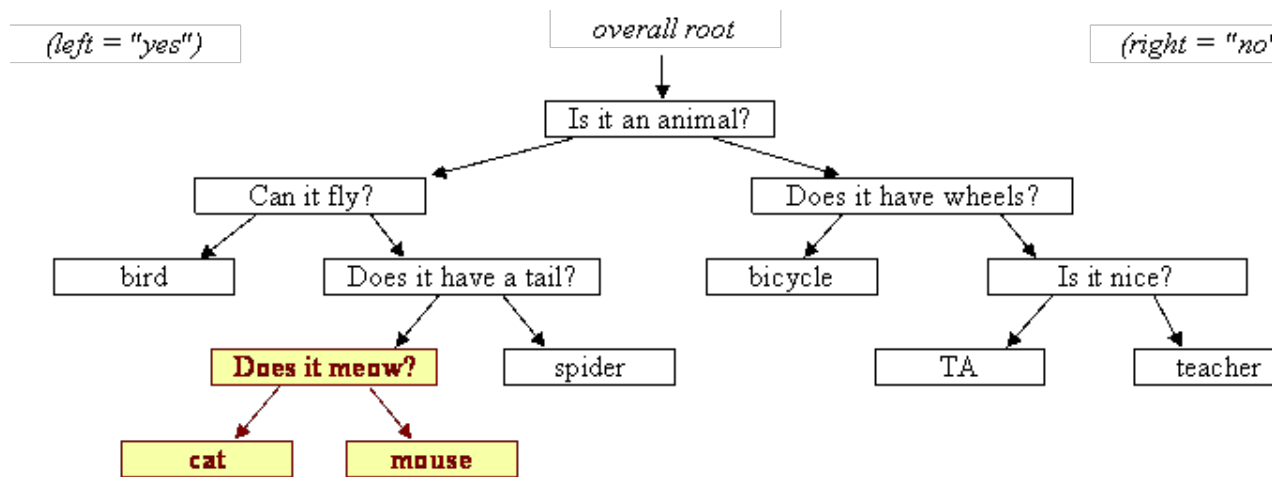 (left = "yes")
overall root
(right = "no"
Is it an animal?
Can it fly?
Does it have wheels?
bird
Does it have a tail?
bicycle
Is it nice?
Does it meow?
spider
TA
teacher
cat
mouse